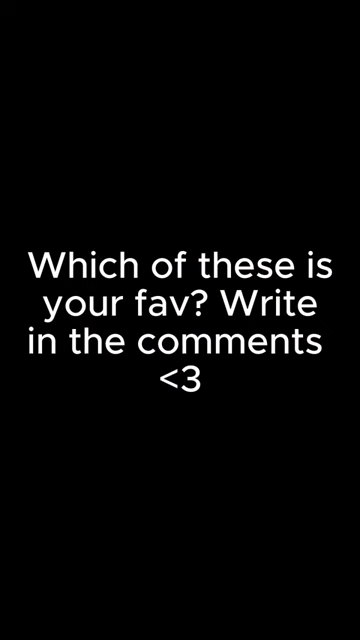 Which of these is
your fav? Write
in the comments
<3